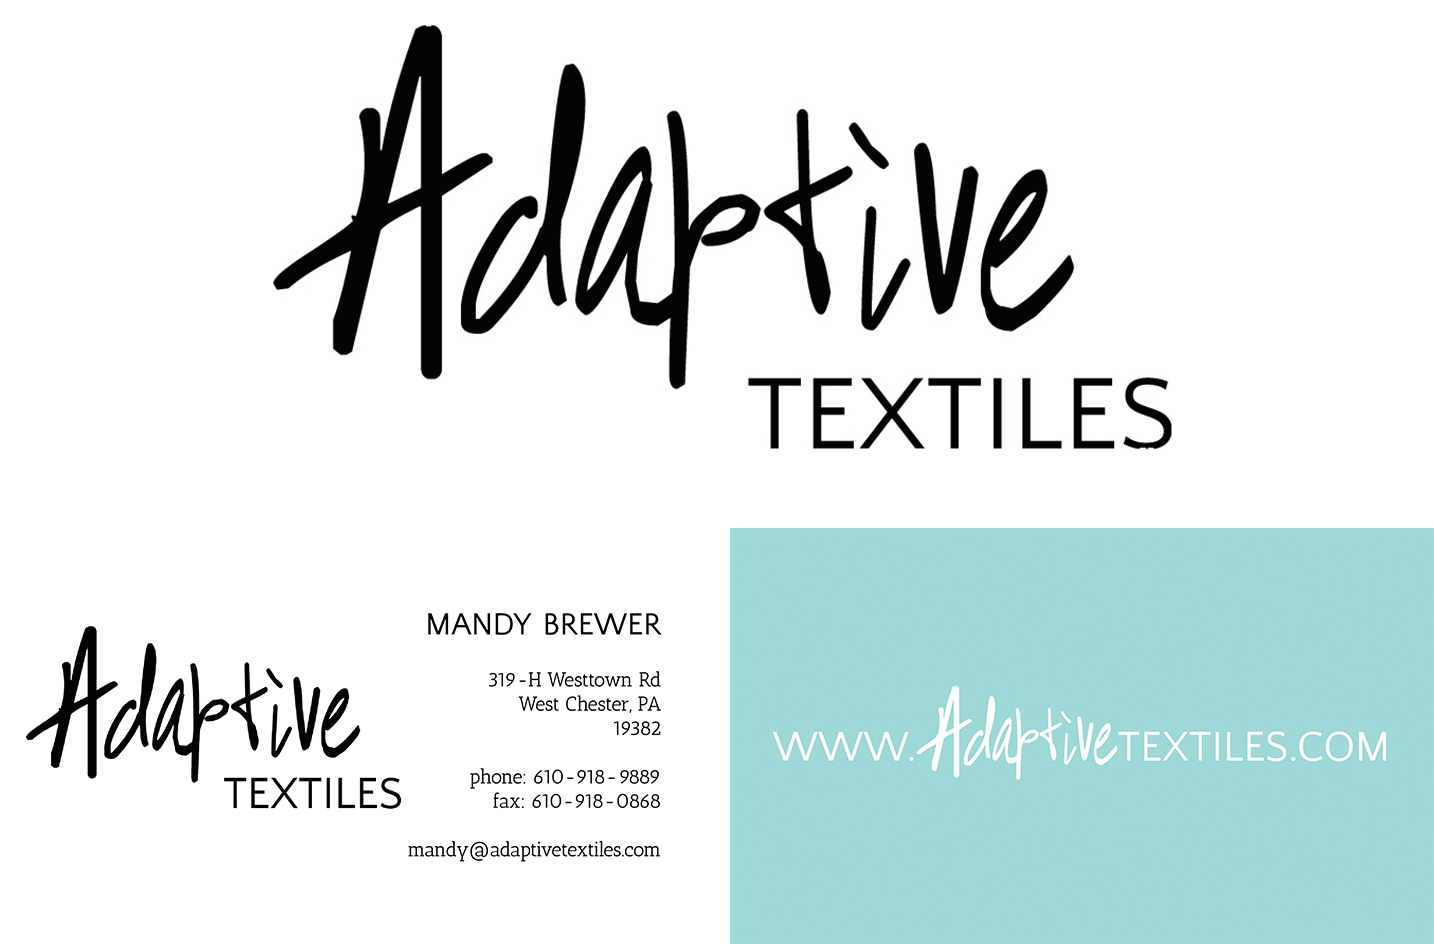 Adaptive
TEXTILES
Adaptive
TEXTILES
MANDY BREWER
319-H Westtown Rd
West Chester, PA
19382
phone: 610-918-9889
fax: 610-918-0868
mandy@adaptivetextiles.com
WWW.AdaptiveTEXTILES.COM